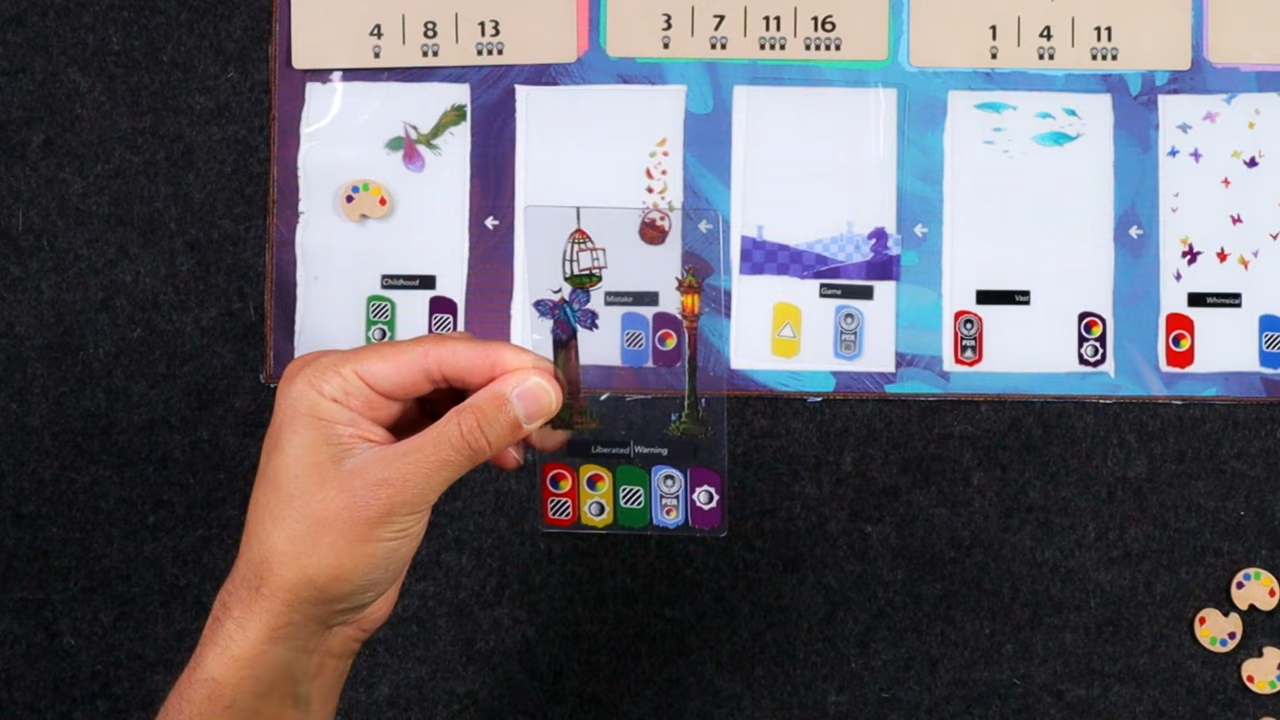 4 8 13
3 7 11 16
1 4 11
Childhood
Mistake
Game
Vast
Whimsical
PER
PER
Liberated Warning
PER